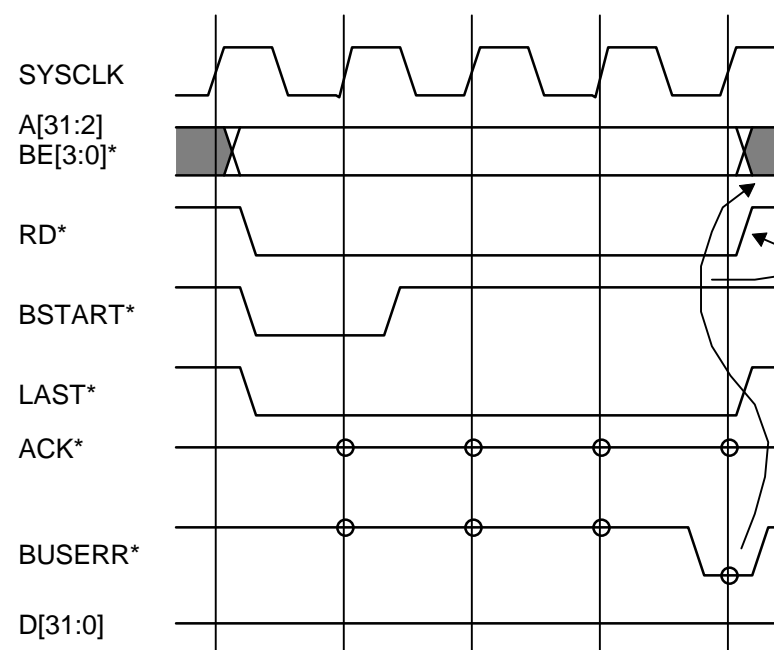 SYSCLK
A[31:2]
BE[3:0]*
RD*
BSTART*
LAST*
ACK*
BUSERR*
D[31:0]